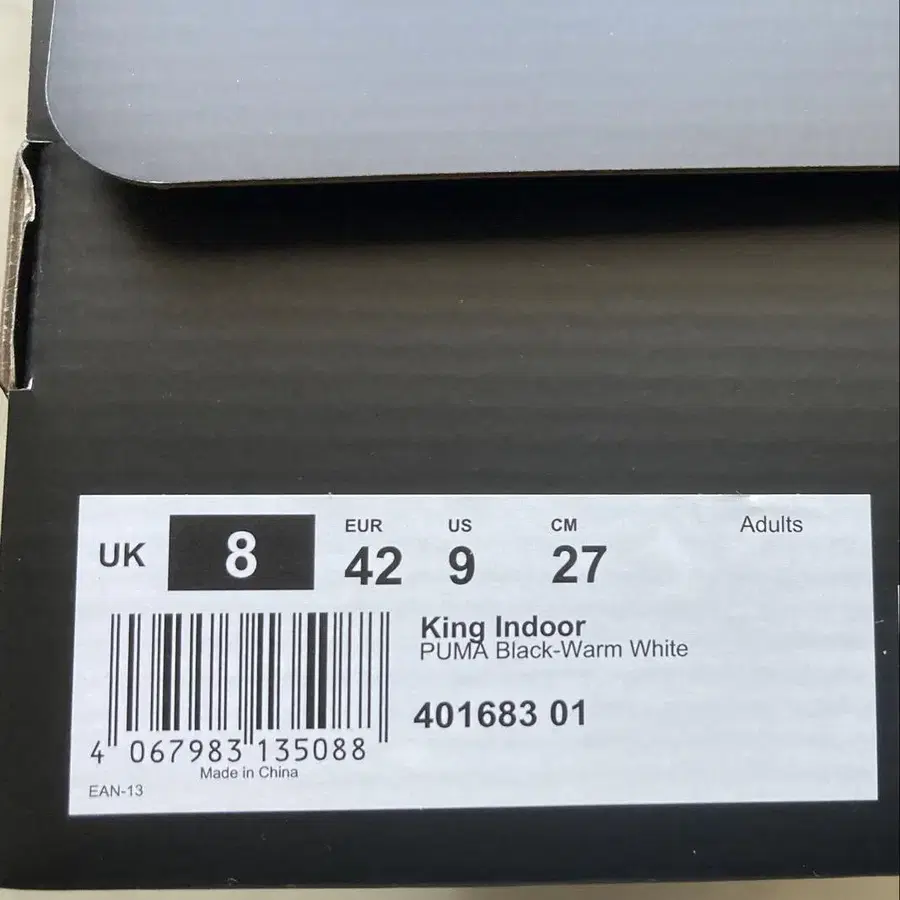 UK 8 EUR 42 US 9 CM 27 Adults
King Indoor
PUMA Black-Warm White
401683 01
4 067983 135088
Made in China
EAN-13